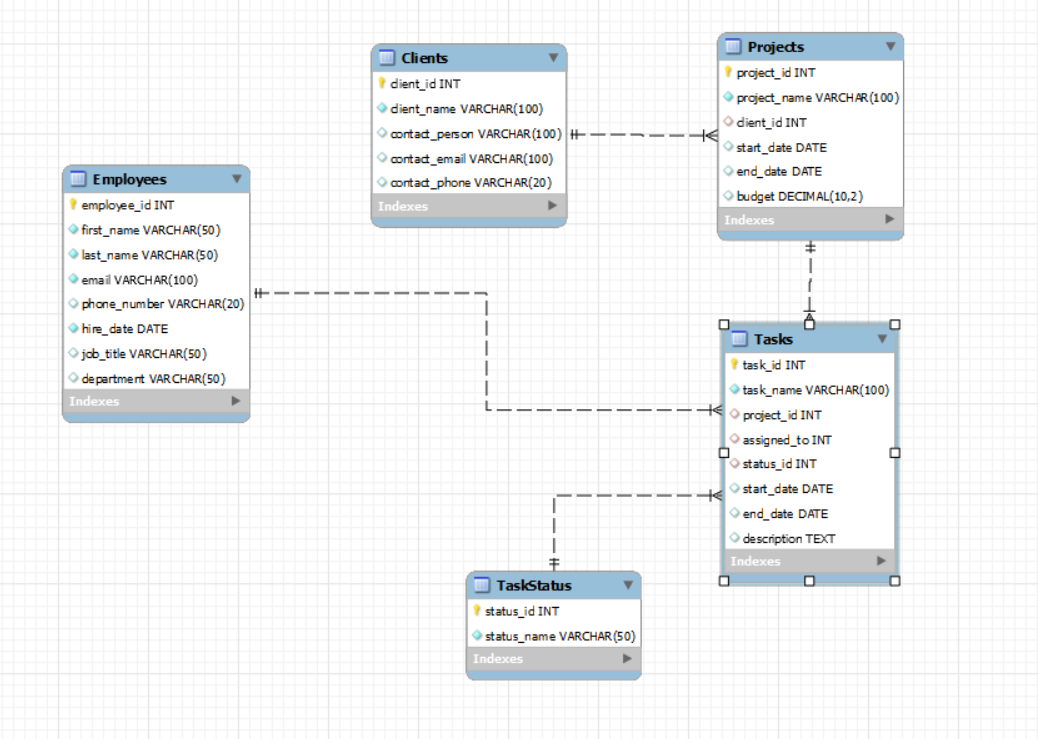 Clients
client_id INT
client_name VARCHAR(100)
contact_person VARCHAR(100)
contact_email VARCHAR(100)
contact_phone VARCHAR(20)
Indexes
Projects
project_id INT
project_name VARCHAR(100)
client_id INT
start_date DATE
end_date DATE
budget DECIMAL(10,2)
Indexes
Employees
employee_id INT
first_name VARCHAR(50)
last_name VARCHAR(50)
email VARCHAR(100)
phone_number VARCHAR(20)
hire_date DATE
job_title VARCHAR(50)
department VARCHAR(50)
Indexes
Tasks
task_id INT
task_name VARCHAR(100)
project_id INT
assigned_to INT
status_id INT
start_date DATE
end_date DATE
description TEXT
Indexes
TaskStatus
status_id INT
status_name VARCHAR(50)
Indexes